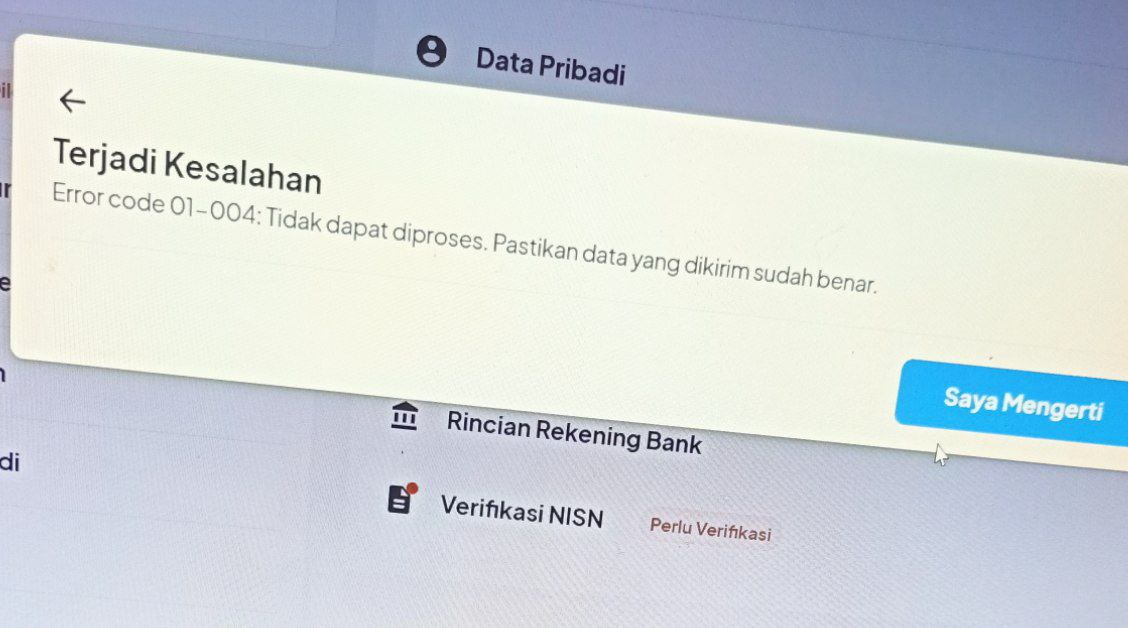 Data Pribadi
Terjadi Kesalahan
Error code 01-004: Tidak dapat diproses. Pastikan data yang dikirim sudah benar.
Saya Mengerti
Rincian Rekening Bank
di
Verifikasi NISN
Perlu Verifikasi